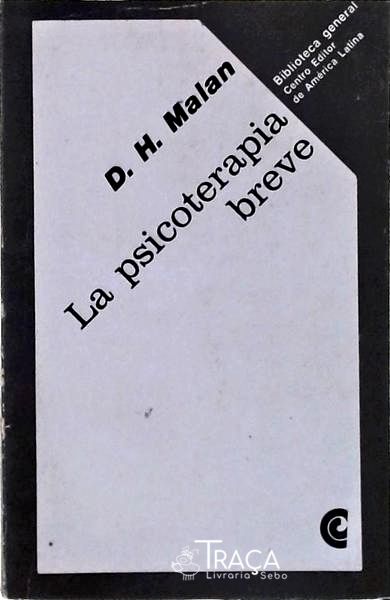 Biblioteca general
Centro Editor
de América Latina
D. H. Malan
La psicoterapia
breve
TRAÇA
Livraria Sebo